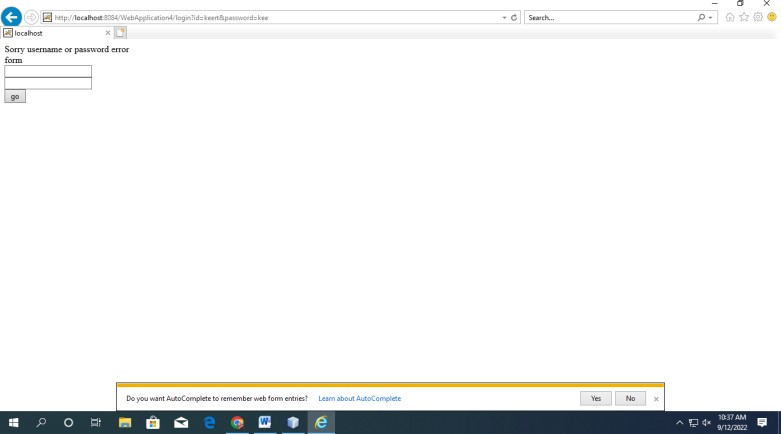 http://localhost:8084/WebApplication4/login?id=keert&password=kee
Search...
localhost
Sorry username or password error
form
go
Do you want AutoComplete to remember web form entries? Learn about AutoComplete Yes No
10:37 AM
9/12/2022